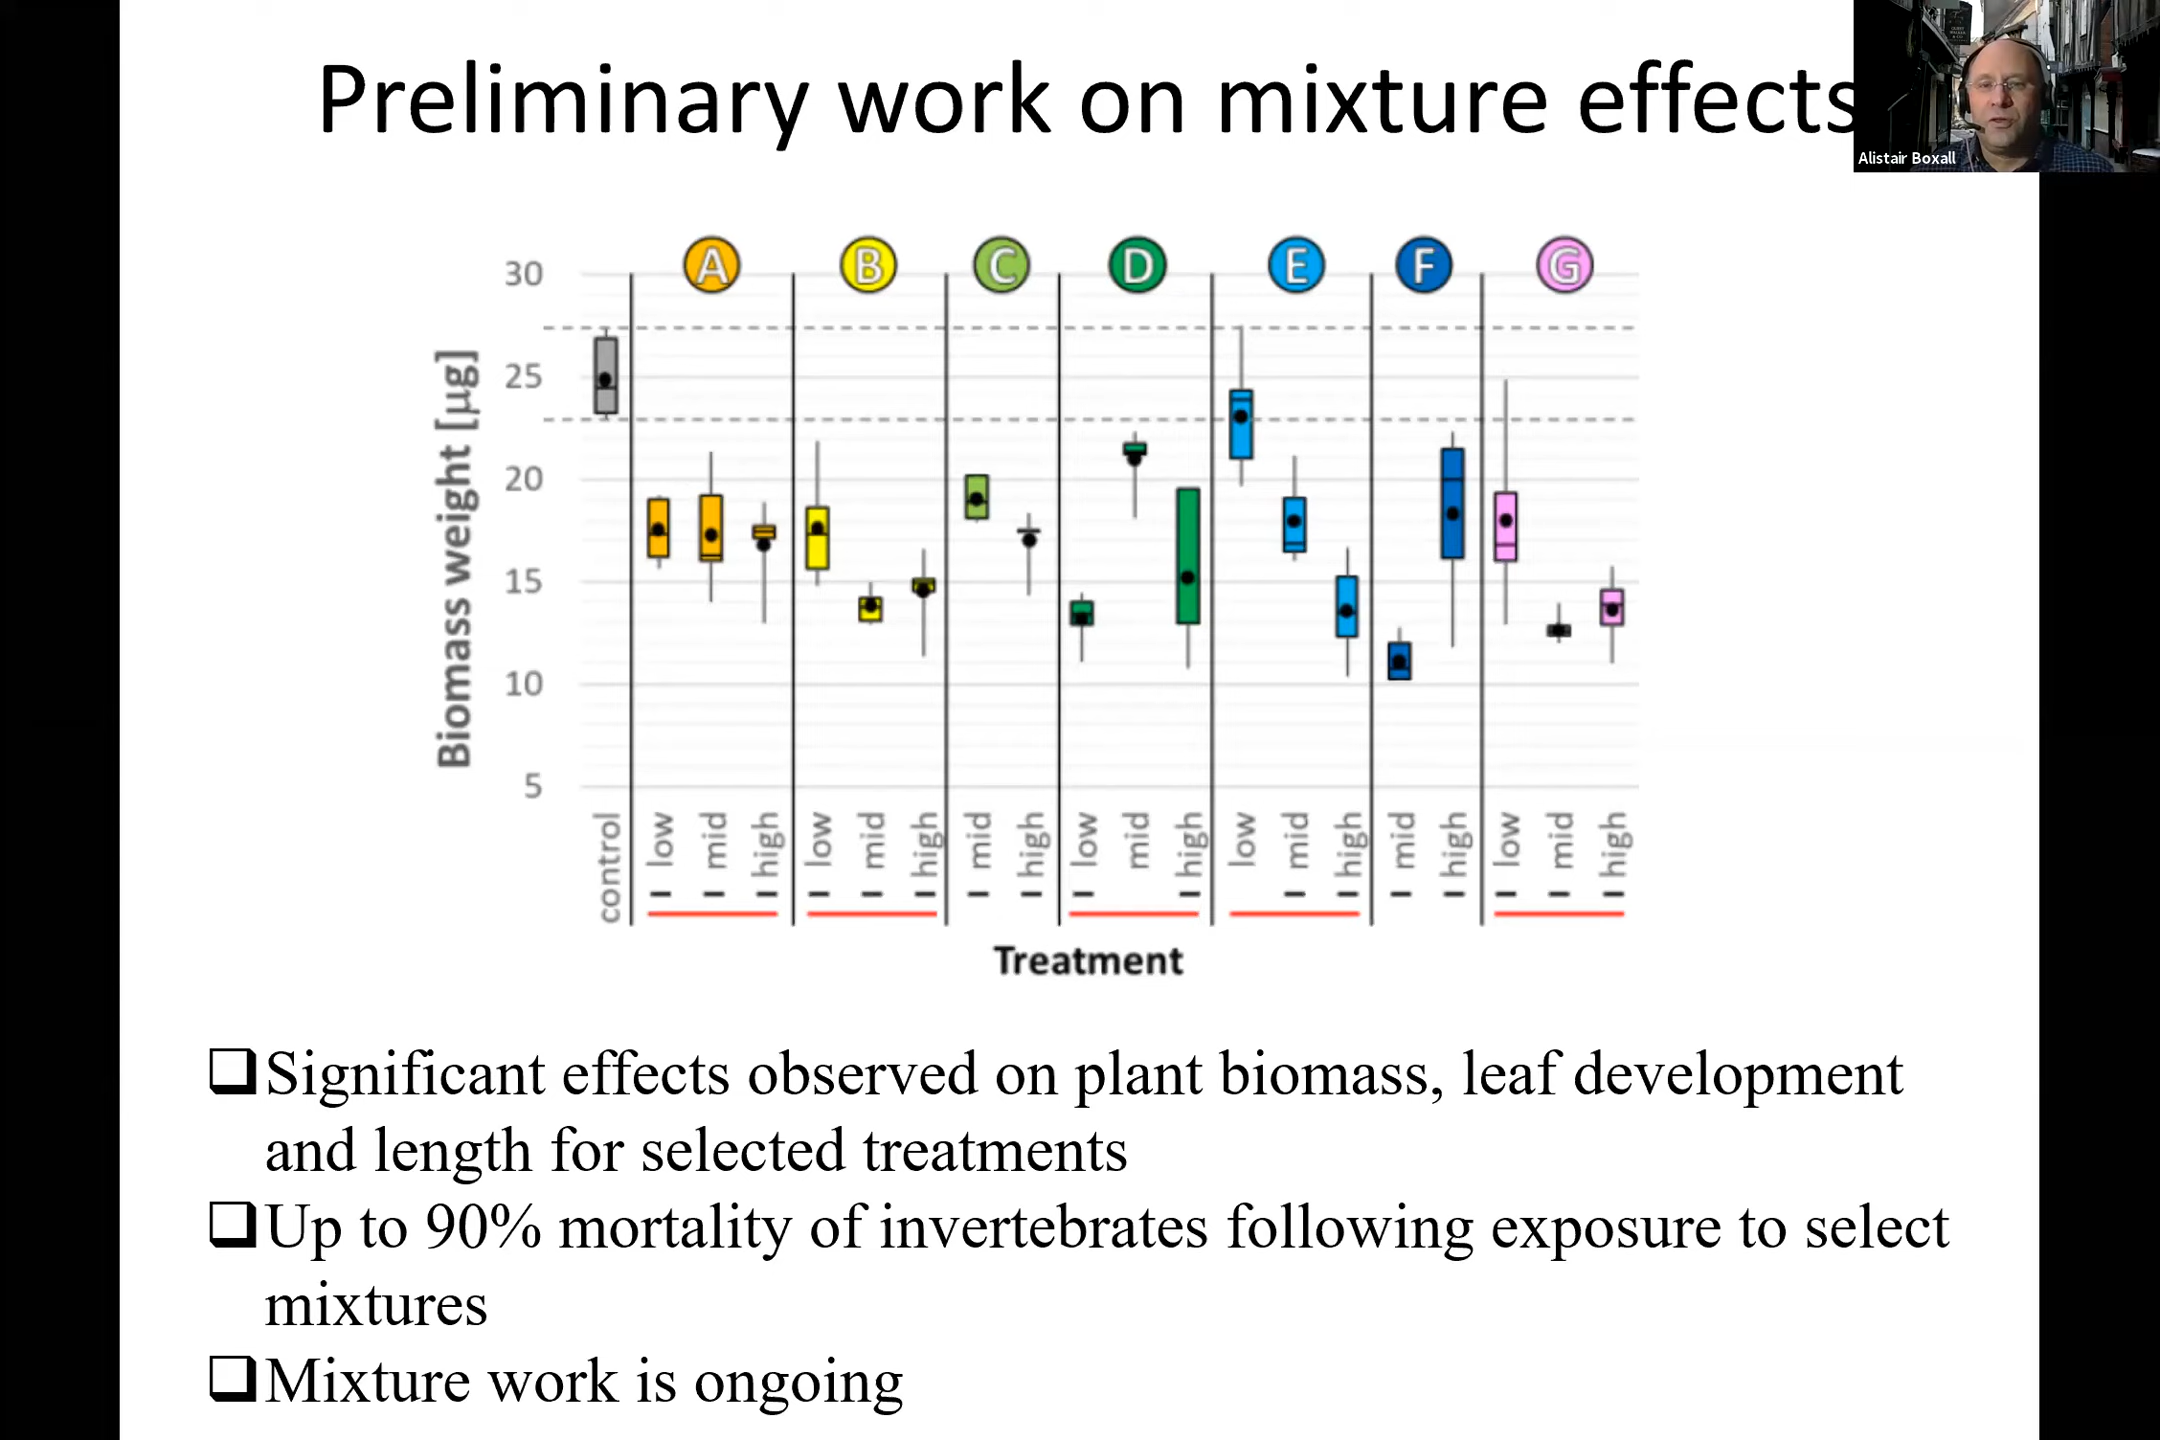 Preliminary work on mixture effects
Alistair Boxall
A B C D E F G
30
25
20
15
10
5
Biomass weight [µg]
control low mid high low mid high mid high low mid high low mid high mid high low mid high
Treatment
Significant effects observed on plant biomass, leaf development
and length for selected treatments
Up to 90% mortality of invertebrates following exposure to select
mixtures
Mixture work is ongoing